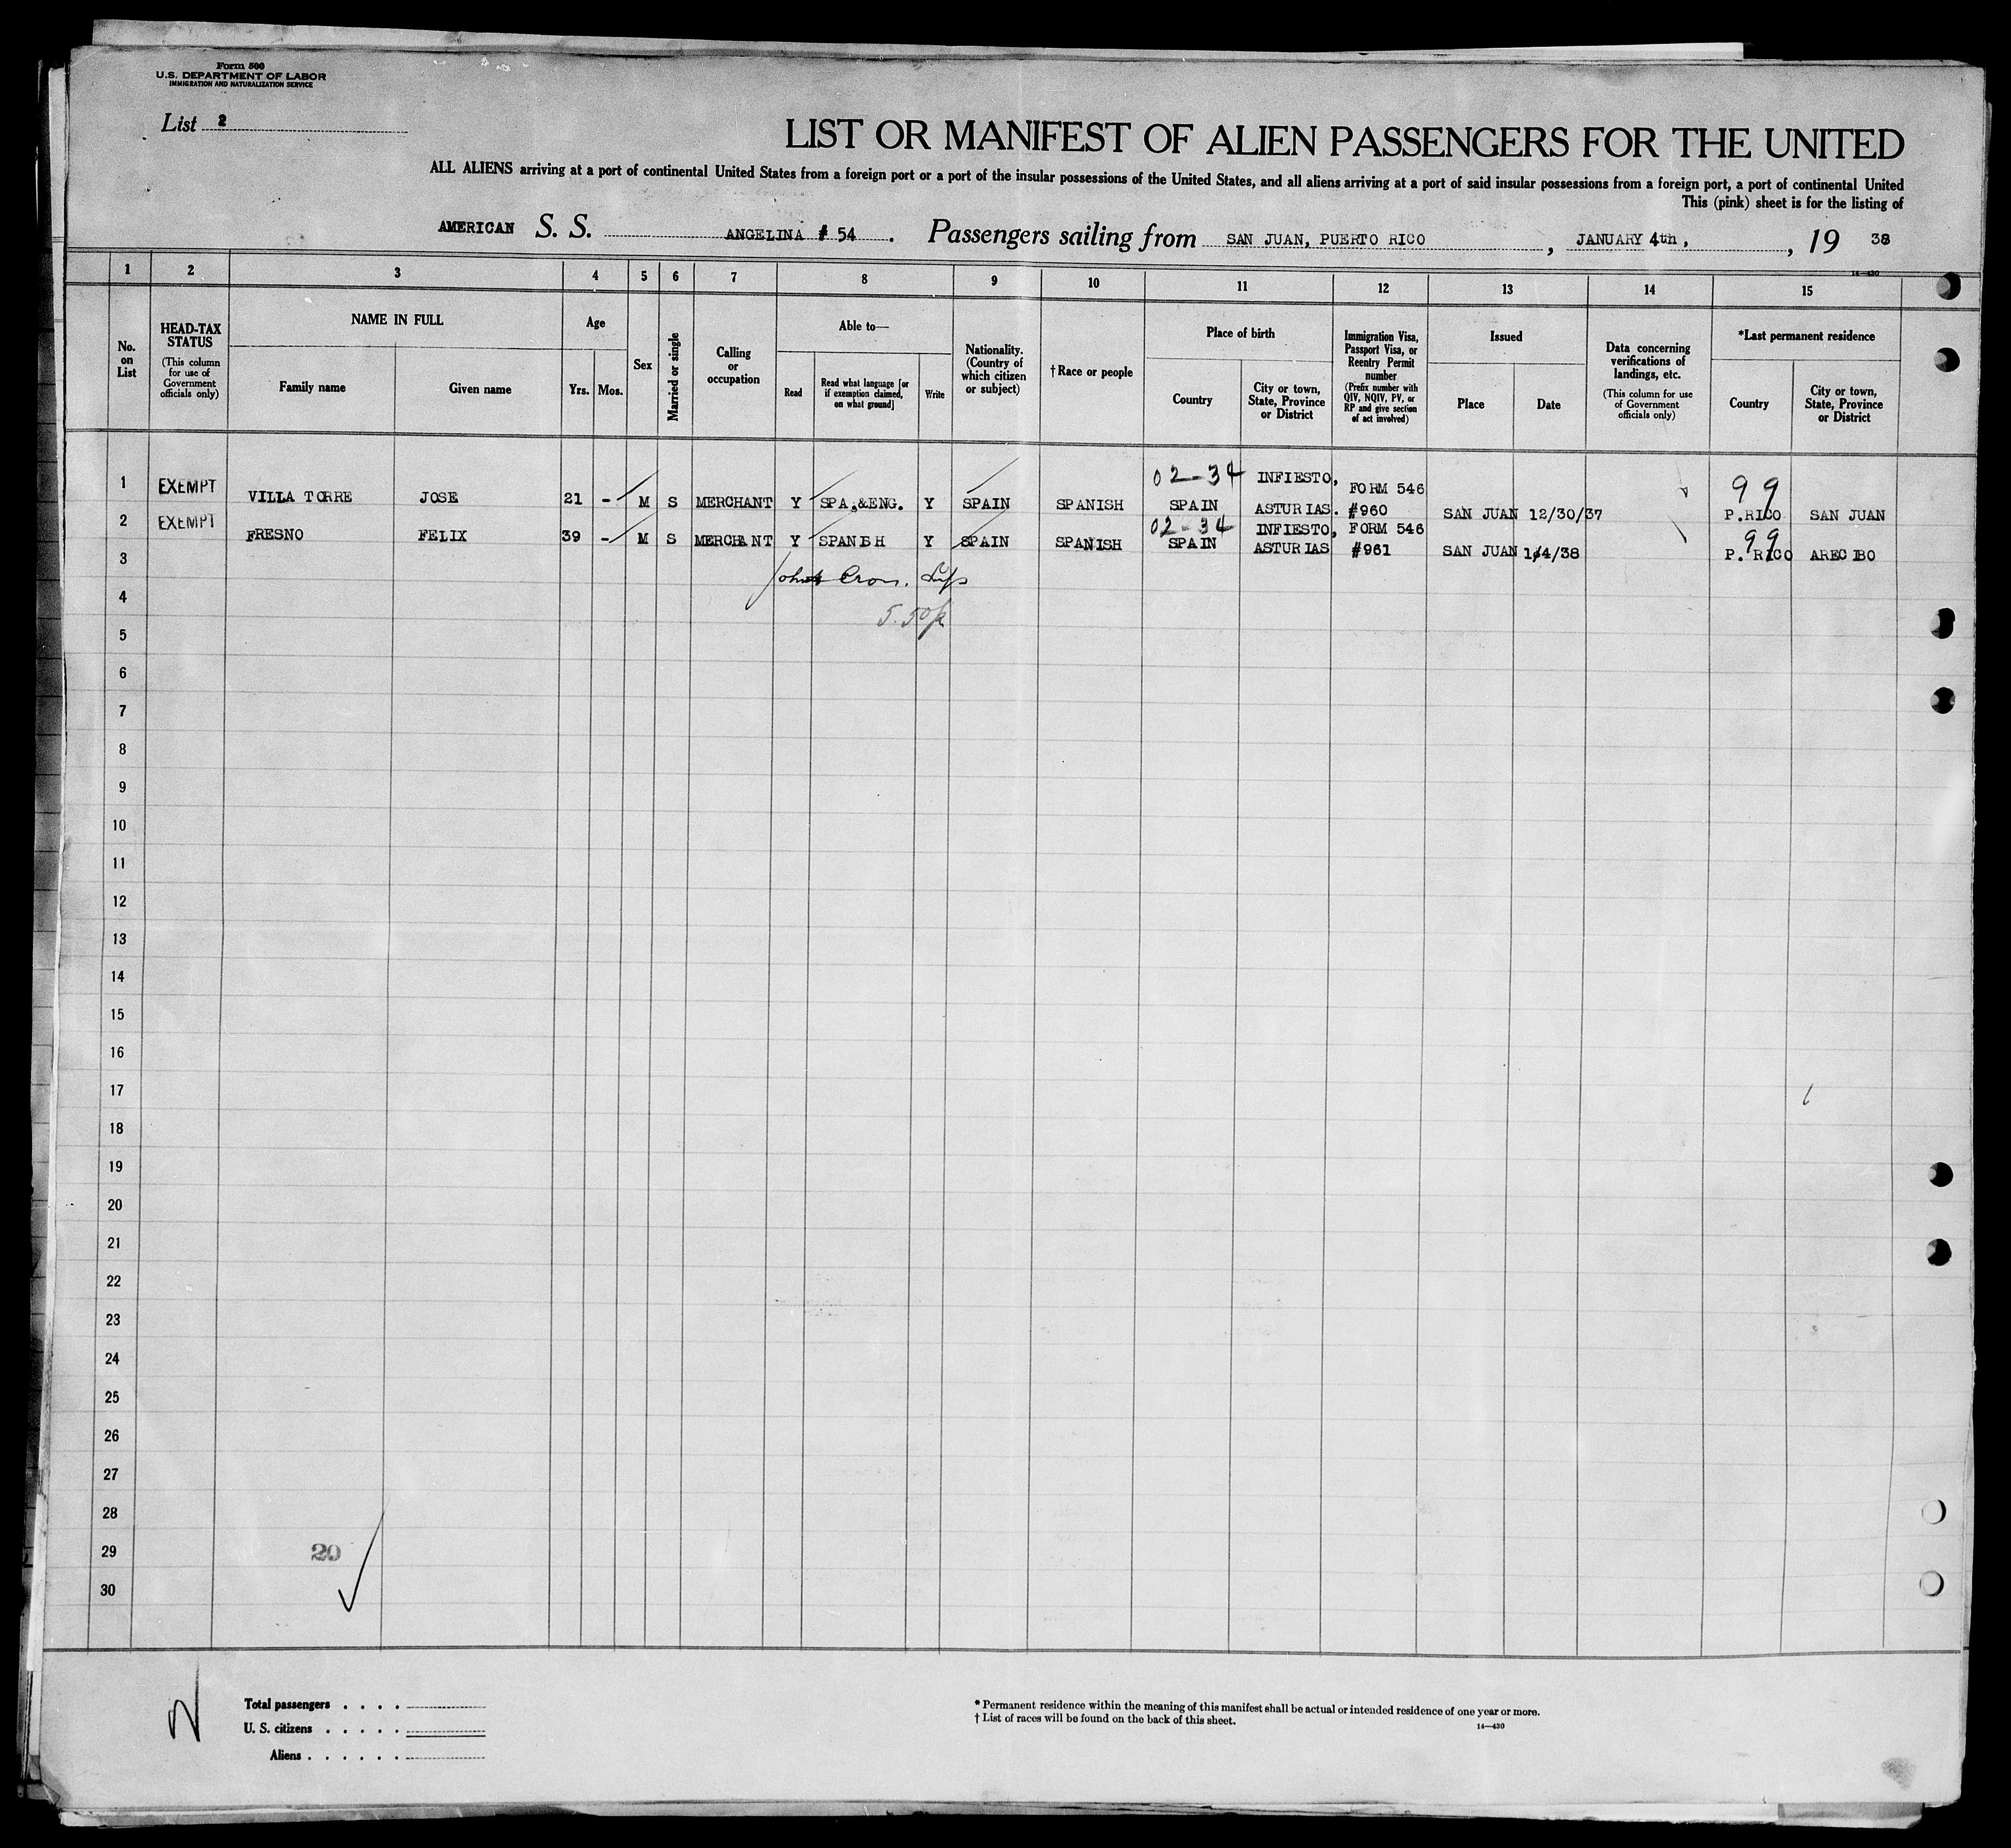 Form 500
U.S. DEPARTMENT OF LABOR
IMMIGRATION AND NATURALIZATION SERVICE
List 2
LIST OR MANIFEST OF ALIEN PASSENGERS FOR THE UNITED
ALL ALIENS arriving at a port of continental United States from a foreign port or a port of the insular possessions of the United States, and all aliens arriving at a port of said insular possessions from a foreign port, a port of continental United
This (pink) sheet is for the listing of
AMERICAN S. S. ANGELINA # 54 . Passengers sailing from SAN JUAN, PUERTO RICO , JANUARY 4th, , 19 38
14—430
1 2 3 4 5 6 7 8 9 10 11 12 13 14 15
No. on List
HEAD-TAX STATUS
(This column for use of Government officials only)
NAME IN FULL
Family name
Given name
Age
Yrs.
Mos.
Sex
Married or single
Calling or occupation
Able to—
Read
Read what language [or if exemption claimed, on what ground]
Write
Nationality. (Country of which citizen or subject)
†Race or people
Place of birth
Country
City or town, State, Province or District
Immigration Visa, Passport Visa, or Reentry Permit number
(Prefix number with QIV, NQIV, PV, or RP and give section of act involved)
Issued
Place
Date
Data concerning verifications of landings, etc.
(This column for use of Government officials only)
*Last permanent residence
Country
City or town, State, Province or District
02-34 INFIESTO, FORM 546 99
1 EXEMPT VILLA TORRE JOSE 21 - M S MERCHANT Y SPA,&ENG. Y SPAIN SPANISH SPAIN ASTURIAS. #960 SAN JUAN 12/30/37 P.RICO SAN JUAN
02-34 INFIESTO, FORM 546 99
2 EXEMPT FRESNO FELIX 39 - M S MERCHANT Y SPANISH Y SPAIN SPANISH SPAIN ASTURIAS #961 SAN JUAN 1/4/38 P. RICO ARECIBO
3
4
5
6
7
8
9
10
11
12
13
14
15
16
17
18
19
20
21
22
23
24
25
26
27
28
29 20
30
N
Total passengers . . . .
U. S. citizens . . . . .
Aliens . . . . . .
* Permanent residence within the meaning of this manifest shall be actual or intended residence of one year or more.
† List of races will be found on the back of this sheet.
14—430